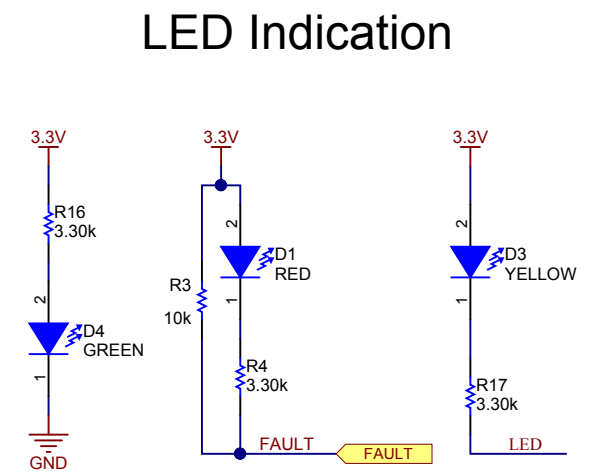 LED Indication
3.3V
R16
3.30k
2
D4
GREEN
1
GND
3.3V
2
D1
RED
R3
10k
1
R4
3.30k
FAULT
FAULT
3.3V
2
D3
YELLOW
1
R17
3.30k
LED